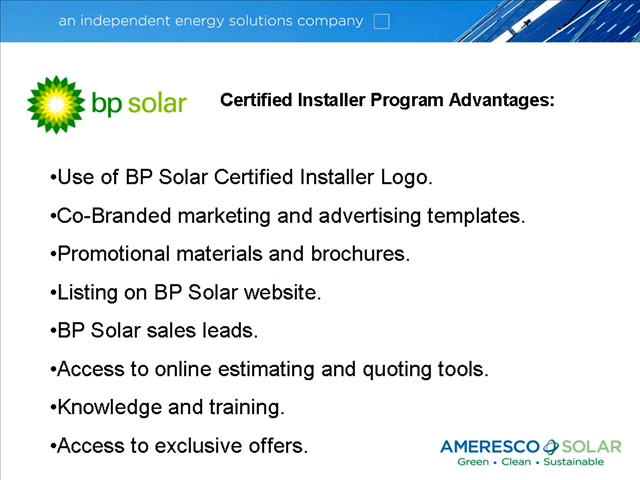 an independent energy solutions company
bp solar
Certified Installer Program Advantages:
•Use of BP Solar Certified Installer Logo.
•Co-Branded marketing and advertising templates.
•Promotional materials and brochures.
•Listing on BP Solar website.
•BP Solar sales leads.
•Access to online estimating and quoting tools.
•Knowledge and training.
•Access to exclusive offers.
AMERESCO SOLAR
Green • Clean • Sustainable